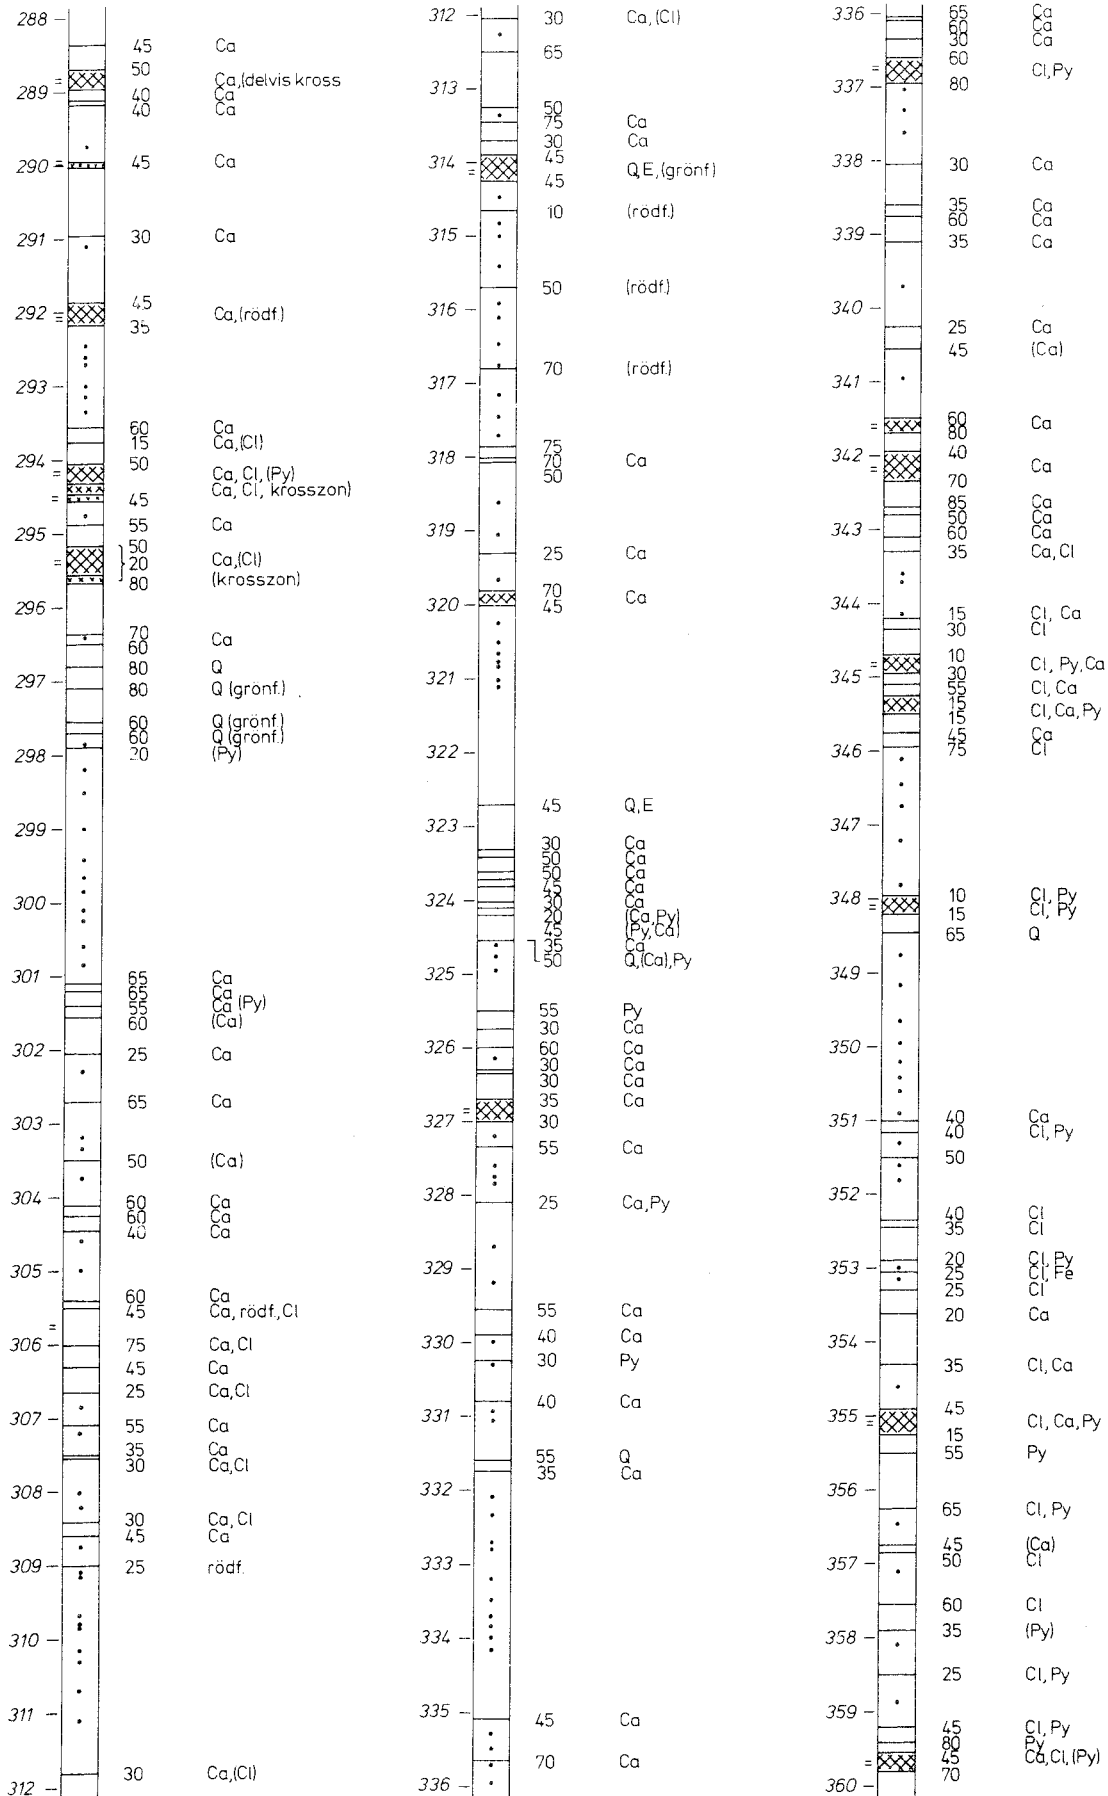 288
45 Ca
50
Ca,(delvis kross
289
40 Ca
40 Ca
290 45 Ca
291 30 Ca
45
292 Ca,(rödf.)
35
293
60 Ca
15 Ca,(Cl)
294 50
Ca, Cl, (Py)
Ca, Cl, krosszon)
45
55 Ca
295 50
20 Ca,(Cl)
80 (krosszon)
296
70 Ca
60
80 Q
297
80 Q (grönf.)
60 Q (grönf.)
60 Q (grönf.)
298 20 (Py)
299
300
301 65 Ca
65 Ca
55 Ca (Py)
60 (Ca)
302 25 Ca
65 Ca
303
50 (Ca)
304 60 Ca
60 Ca
40 Ca
305
60 Ca
45 Ca, rödf., Cl
306 75 Ca, Cl
45 Ca
25 Ca, Cl
307 55 Ca
35 Ca
30 Ca, Cl
308
30 Ca, Cl
45 Ca
309 25 rödf.
310
311
30 Ca,(Cl)
312
312 30 Ca, (Cl)
65
313
50
75 Ca
30 Ca
45
314 Q,E,(grönf)
45
10 (rödf.)
315
50 (rödf.)
316
70 (rödf.)
317
75
318 70 Ca
50
319
25 Ca
70
320 Ca
45
321
322
45 Q,E
323
30 Ca
50 Ca
50 Ca
45 Ca
324 30 Ca
20 (Ca,Py)
45 (Py,Ca)
35 Ca
325 50 Q,(Ca),Py
55 Py
30 Ca
326 60 Ca
30 Ca
30 Ca
35 Ca
327 30
55 Ca
328 25 Ca,Py
329
55 Ca
330 40 Ca
30 Py
40 Ca
331
55 Q
35 Ca
332
333
334
335 45 Ca
70 Ca
336
336 65 Ca
60 Ca
30 Ca
60
Cl,Py
337 80
338 30 Ca
35 Ca
60 Ca
339 35 Ca
340
25 Ca
45 (Ca)
341
60 Ca
80
342 40
Ca
70
85 Ca
343 50 Ca
60 Ca
35 Ca,Cl
344
15 Cl, Ca
30 Cl
10 Cl, Py,Ca
345 30
55 Cl, Ca
15
15 Cl, Ca,Py
45 Ca
346 75 Cl
347
348 10 Cl, Py
15 Cl, Py
65 Q
349
350
351 40 Ca
40 Cl, Py
50
352
40 Cl
35 Cl
20 Cl, Py
353 25 Cl, Fe
25 Cl
20 Ca
354
35 Cl, Ca
45
355 Cl, Ca,Py
15
55 Py
356
65 Cl, Py
45 (Ca)
357 50 Cl
60 Cl
358 35 (Py)
25 Cl, Py
359
45 Cl, Py
80 Py
45 Ca,Cl, (Py)
360 70